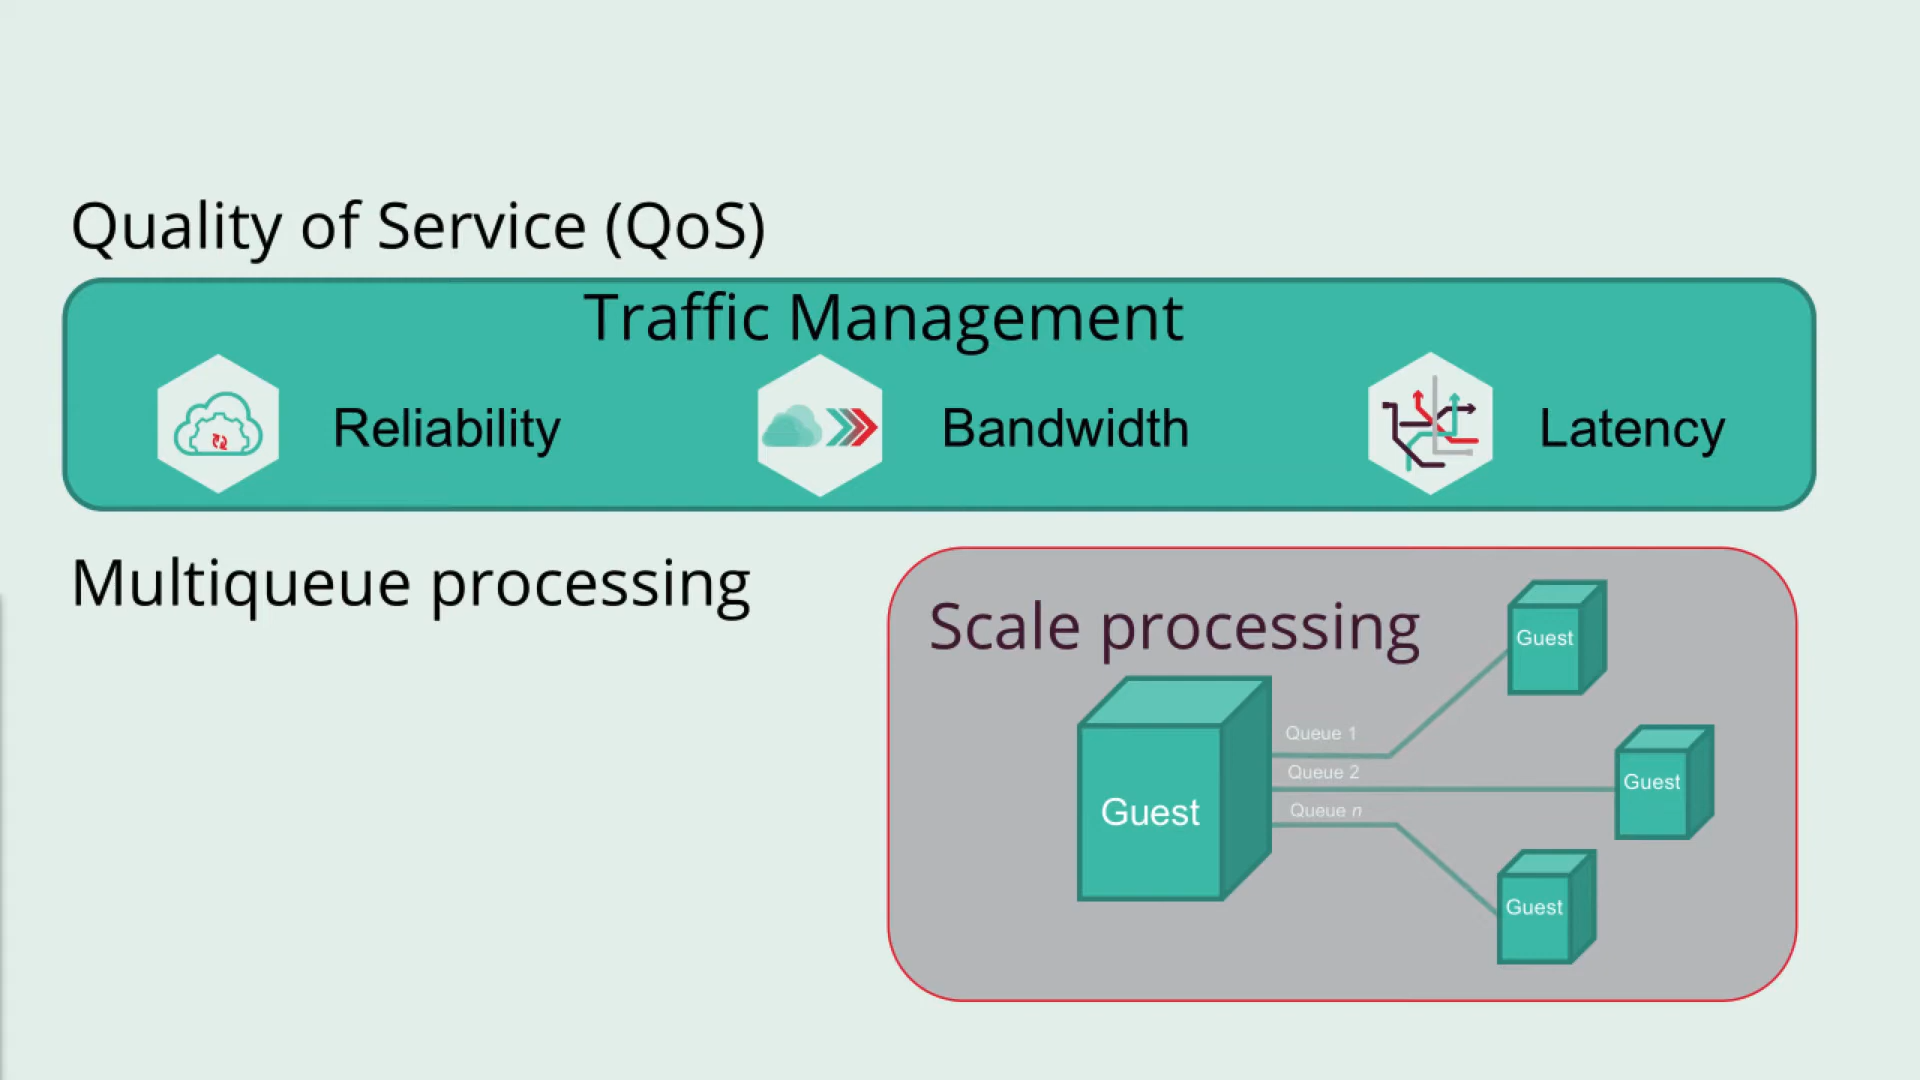 Quality of Service (QoS)
Traffic Management
Reliability
Bandwidth
Latency
Multiqueue processing
Scale processing
Guest
Queue 1
Queue 2
Queue n
Guest
Guest
Guest